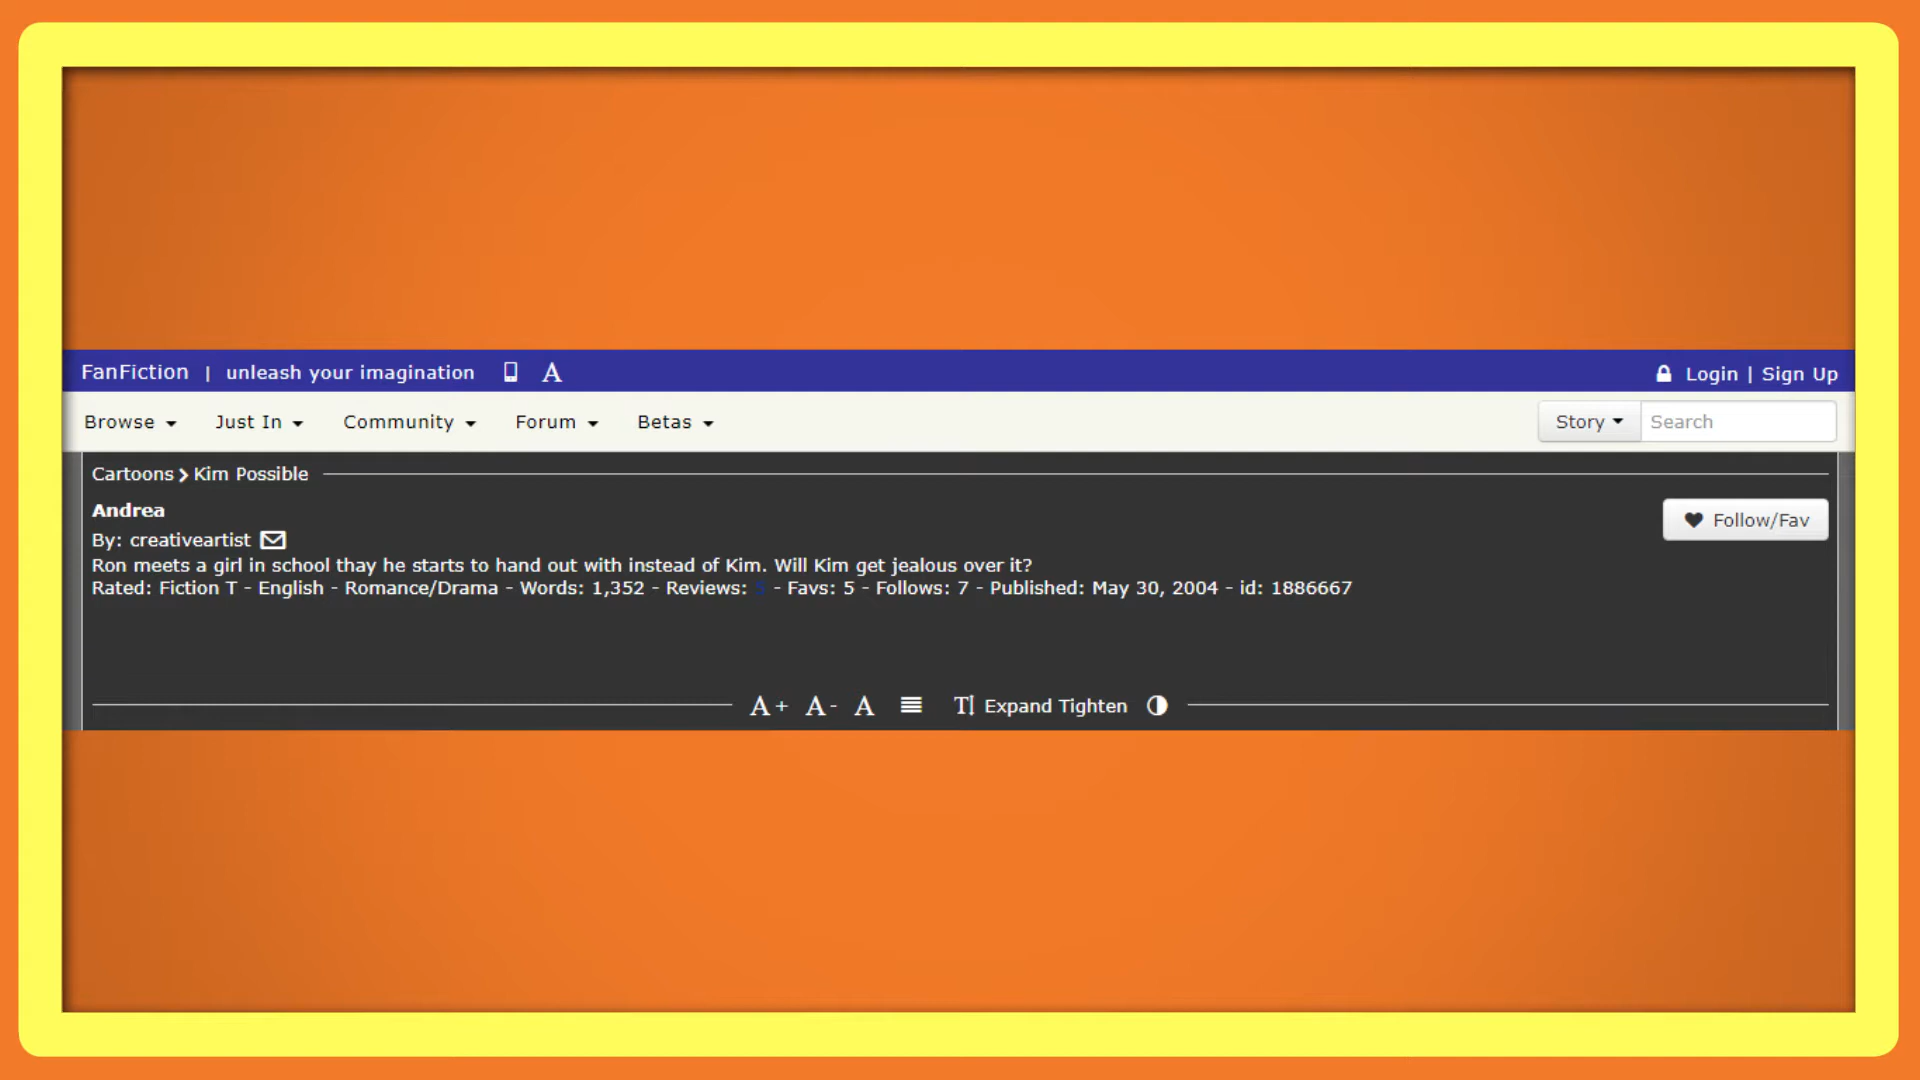 FanFiction | unleash your imagination A Login | Sign Up
Browse Just In Community Forum Betas Story Search
Cartoons > Kim Possible
Andrea
Follow/Fav
By: creativeartist
Ron meets a girl in school thay he starts to hand out with instead of Kim. Will Kim get jealous over it?
Rated: Fiction T - English - Romance/Drama - Words: 1,352 - Reviews: - Favs: 5 - Follows: 7 - Published: May 30, 2004 - id: 1886667
A+ A- A Expand Tighten